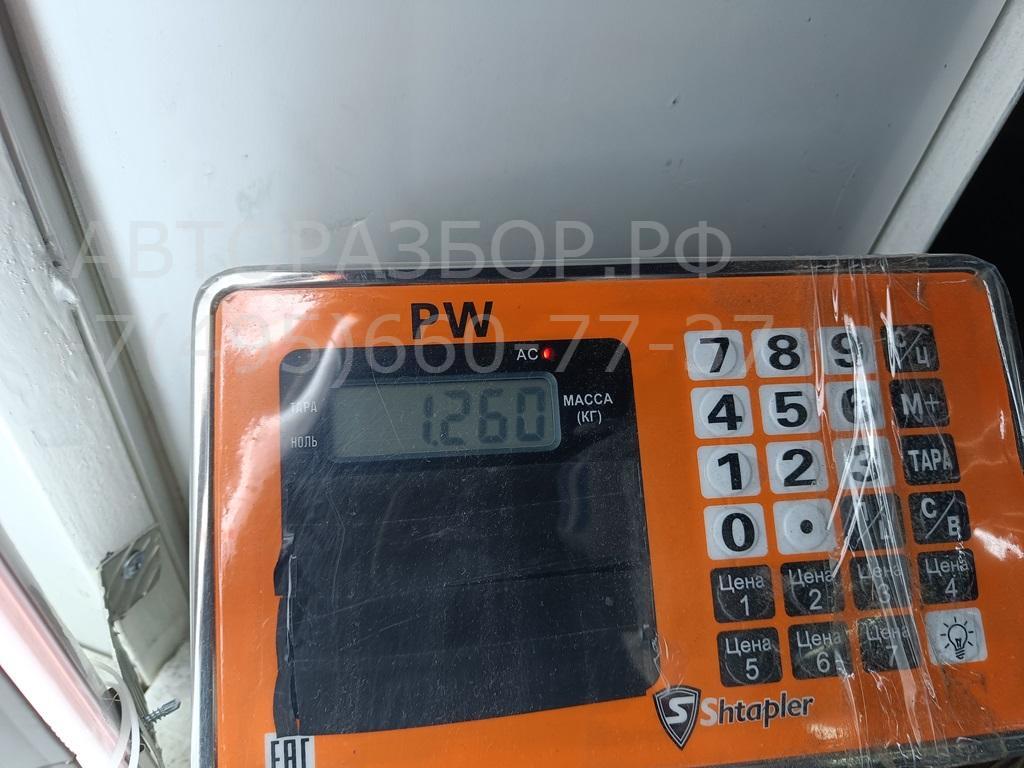 АВТОРАЗБОР.РФ
7(495)660-77-37
PW
AC
ТАРА
НОЛЬ
1.260
МАССА
(КГ)
7 8 9 С/Ц
4 5 6 M+
1 2 3 ТАРА
0 . С/В
Цена 1 Цена 2 Цена 3 Цена 4
Цена 5 Цена 6 Цена 7
S Shtapler
EAC